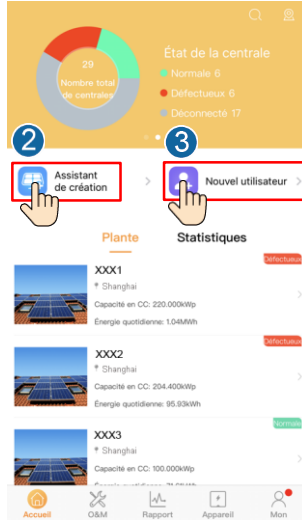 29
Nombre total
de centrales
État de la centrale
Normale 6
Défectueux 6
Déconnecté 17
2
3
Assistant
de création
Nouvel utilisateur
Plante
Statistiques
Défectueux
XXX1
Shanghai
Capacité en CC: 220.000kWp
Énergie quotidienne: 1.04MWh
Défectueux
XXX2
Shanghai
Capacité en CC: 204.400kWp
Énergie quotidienne: 95.93kWh
Normale
XXX3
Shanghai
Capacité en CC: 100.000kWp
Accueil
O&M
Rapport
Appareil
Mon